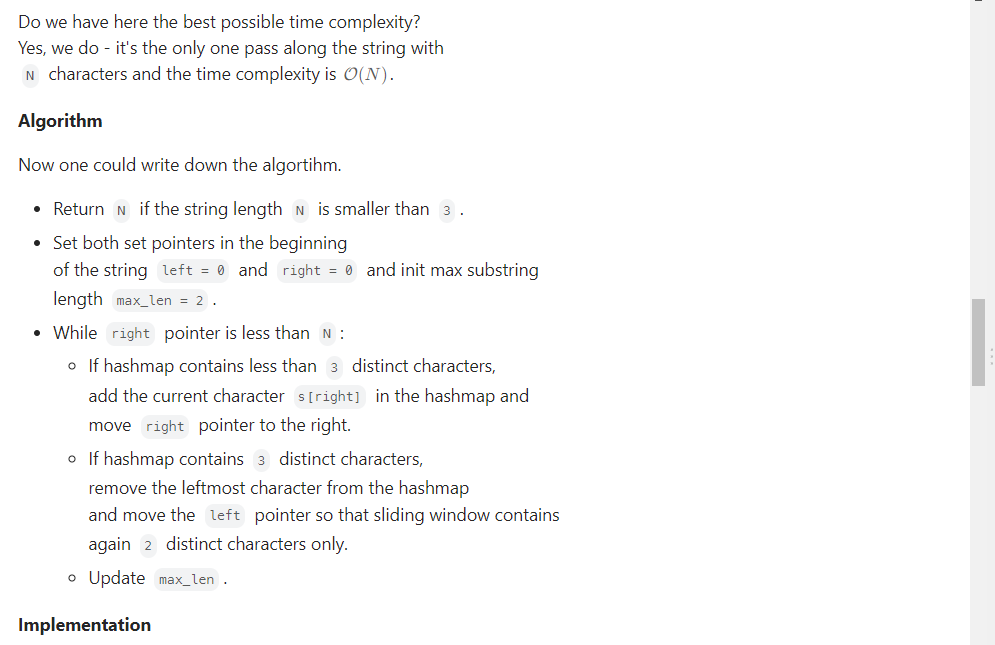 Do we have here the best possible time complexity?
Yes, we do - it's the only one pass along the string with
N characters and the time complexity is O(N).
Algorithm
Now one could write down the algortihm.
• Return N if the string length N is smaller than 3 .
• Set both set pointers in the beginning
of the string left = 0 and right = 0 and init max substring
length max_len = 2 .
• While right pointer is less than N :
◦ If hashmap contains less than 3 distinct characters,
add the current character s[right] in the hashmap and
move right pointer to the right.
◦ If hashmap contains 3 distinct characters,
remove the leftmost character from the hashmap
and move the left pointer so that sliding window contains
again 2 distinct characters only.
◦ Update max_len .
Implementation